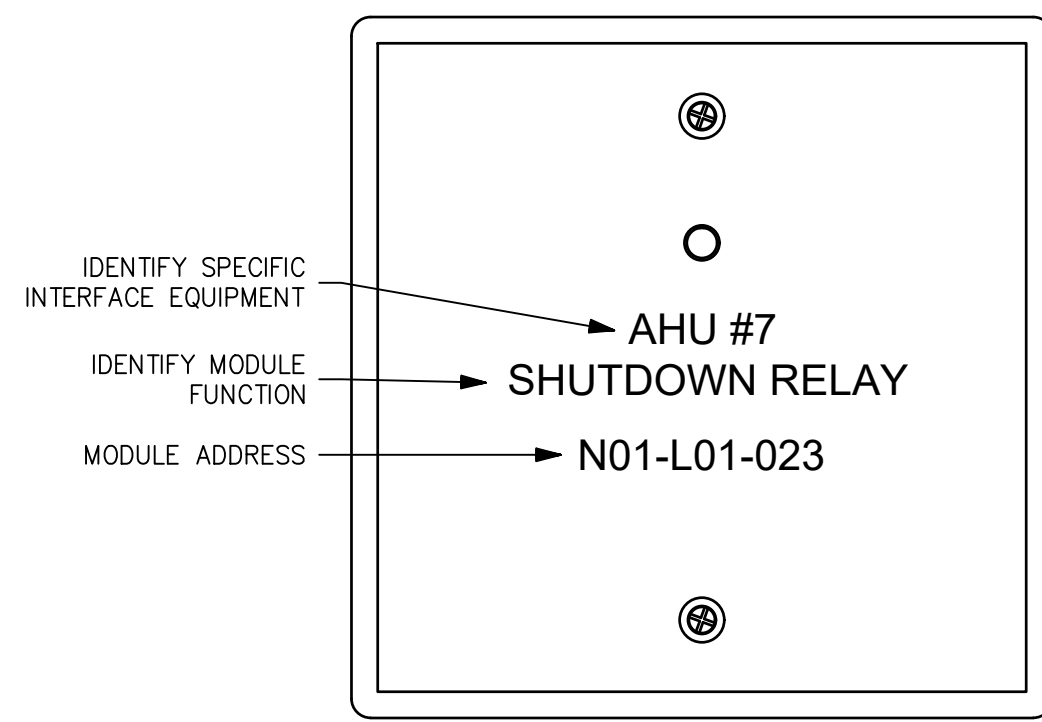 IDENTIFY SPECIFIC
INTERFACE EQUIPMENT
AHU #7
IDENTIFY MODULE
FUNCTION
SHUTDOWN RELAY
MODULE ADDRESS
N01-L01-023